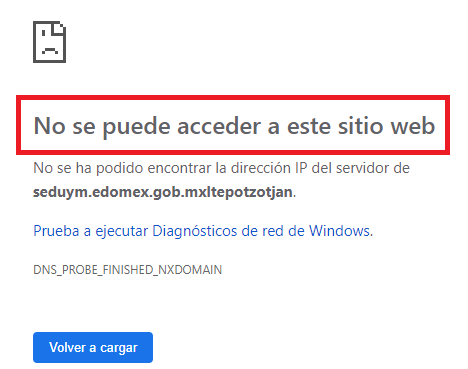 No se puede acceder a este sitio web
No se ha podido encontrar la dirección IP del servidor de
seduym.edomex.gob.mxltepotzotjan.
Prueba a ejecutar Diagnósticos de red de Windows.
DNS_PROBE_FINISHED_NXDOMAIN
Volver a cargar